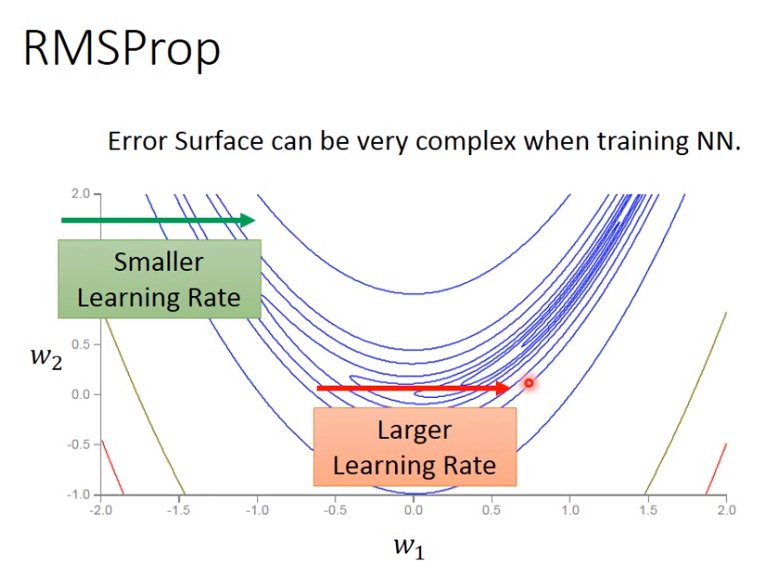 RMSProp
Error Surface can be very complex when training NN.
2.0
Smaller
Learning Rate
0.5
w₂
0.0
Larger
Learning Rate
-0.5
-1.0
-2.0 -1.5 -1.0 -0.5 0.0 0.5 1.0 1.5 2.0
w₁